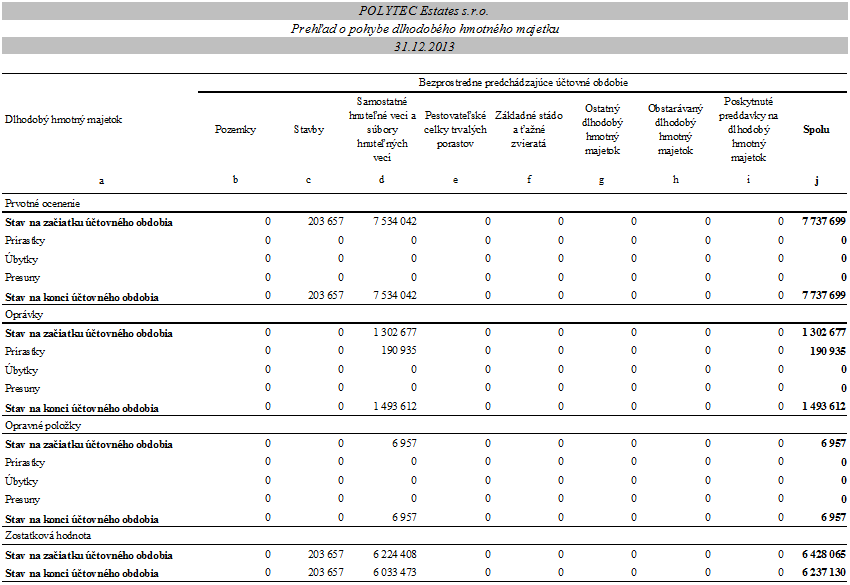 POLYTEC Estates s.r.o.
Prehľad o pohybe dlhodobého hmotného majetku
31.12.2013
Bezprostredne predchádzajúce účtovné obdobie
Dlhodobý hmotný majetok Pozemky Stavby Samostatné hnuteľné veci a súbory hnuteľných vecí Pestovateľské celky trvalých porastov Základné stádo a ťažné zvieratá Ostatný dlhodobý hmotný majetok Obstarávaný dlhodobý hmotný majetok Poskytnuté preddavky na dlhodobý hmotný majetok Spolu
a b c d e f g h i j
Prvotné ocenenie
Stav na začiatku účtovného obdobia 0 203 657 7 534 042 0 0 0 0 0 7 737 699
Prírastky 0 0 0 0 0 0 0 0 0
Úbytky 0 0 0 0 0 0 0 0 0
Presuny 0 0 0 0 0 0 0 0 0
Stav na konci účtovného obdobia 0 203 657 7 534 042 0 0 0 0 0 7 737 699
Oprávky
Stav na začiatku účtovného obdobia 0 0 1 302 677 0 0 0 0 0 1 302 677
Prírastky 0 0 190 935 0 0 0 0 0 190 935
Úbytky 0 0 0 0 0 0 0 0 0
Presuny 0 0 0 0 0 0 0 0 0
Stav na konci účtovného obdobia 0 0 1 493 612 0 0 0 0 0 1 493 612
Opravné položky
Stav na začiatku účtovného obdobia 0 0 6 957 0 0 0 0 0 6 957
Prírastky 0 0 0 0 0 0 0 0 0
Úbytky 0 0 0 0 0 0 0 0 0
Presuny 0 0 0 0 0 0 0 0 0
Stav na konci účtovného obdobia 0 0 6 957 0 0 0 0 0 6 957
Zostatková hodnota
Stav na začiatku účtovného obdobia 0 203 657 6 224 408 0 0 0 0 0 6 428 065
Stav na konci účtovného obdobia 0 203 657 6 033 473 0 0 0 0 0 6 237 130